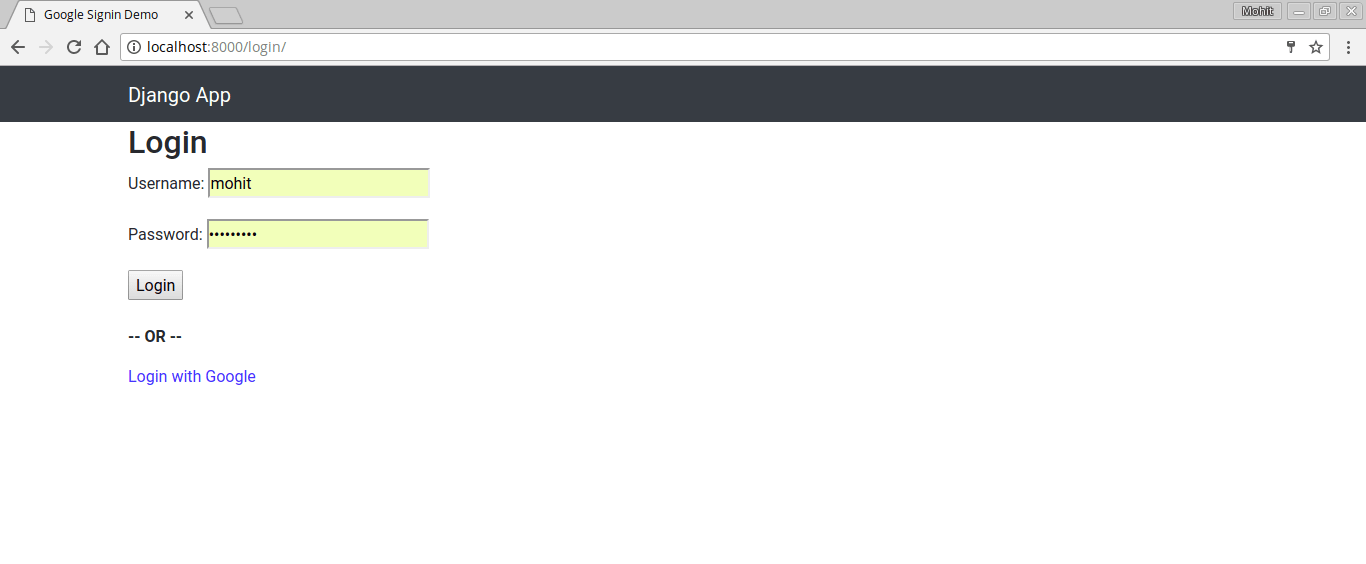 Google Signin Demo
Mohit
localhost:8000/login/
Django App
Login
Username: mohit
Password: •••••••••
Login
-- OR --
Login with Google